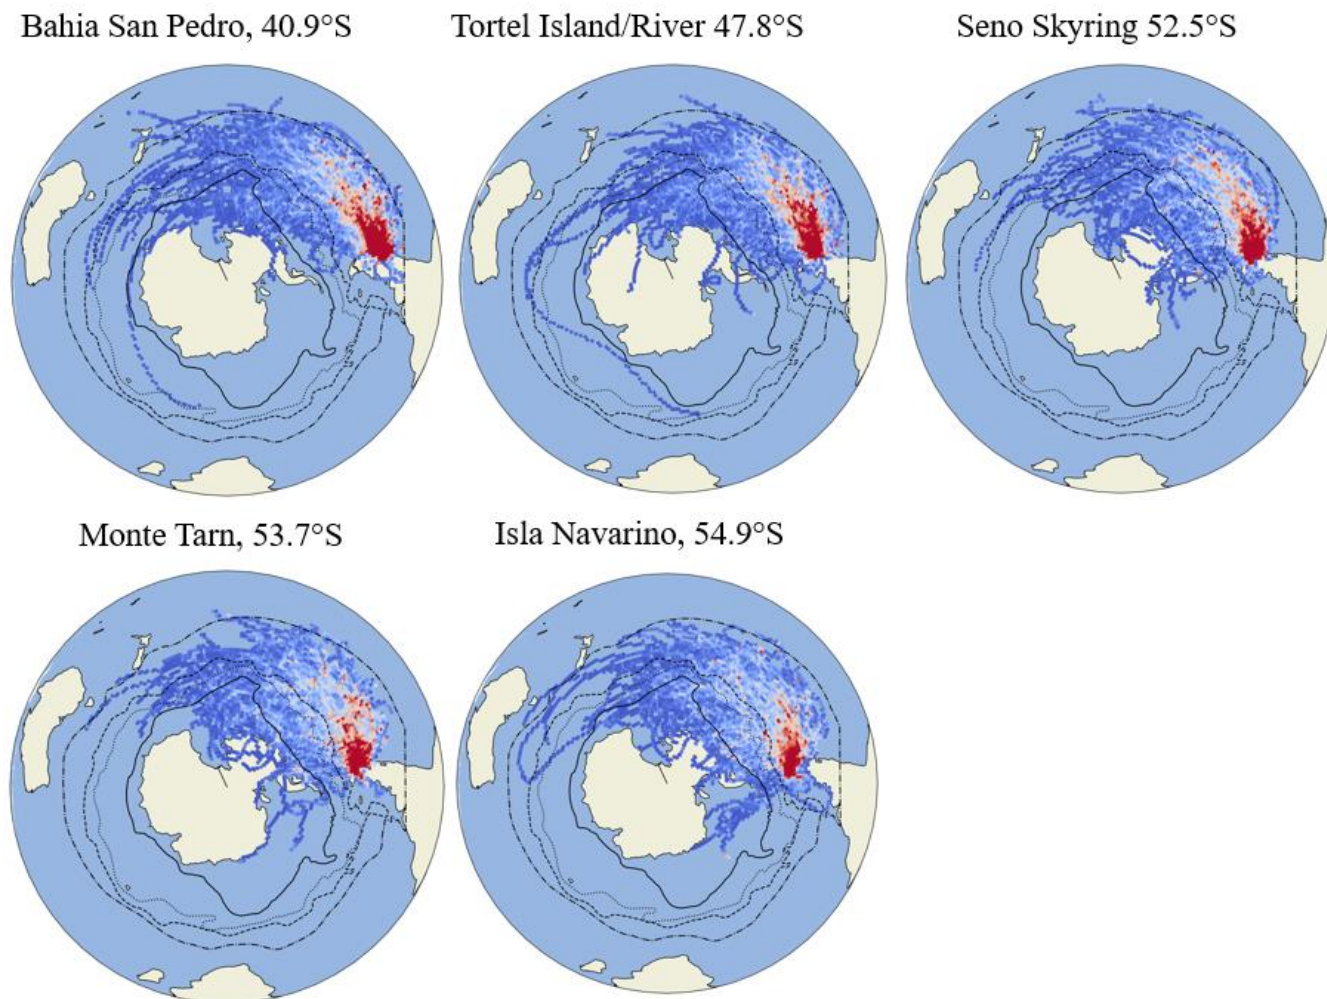 Bahia San Pedro, 40.9°S
Tortel Island/River 47.8°S
Seno Skyring 52.5°S
Monte Tarn, 53.7°S
Isla Navarino, 54.9°S